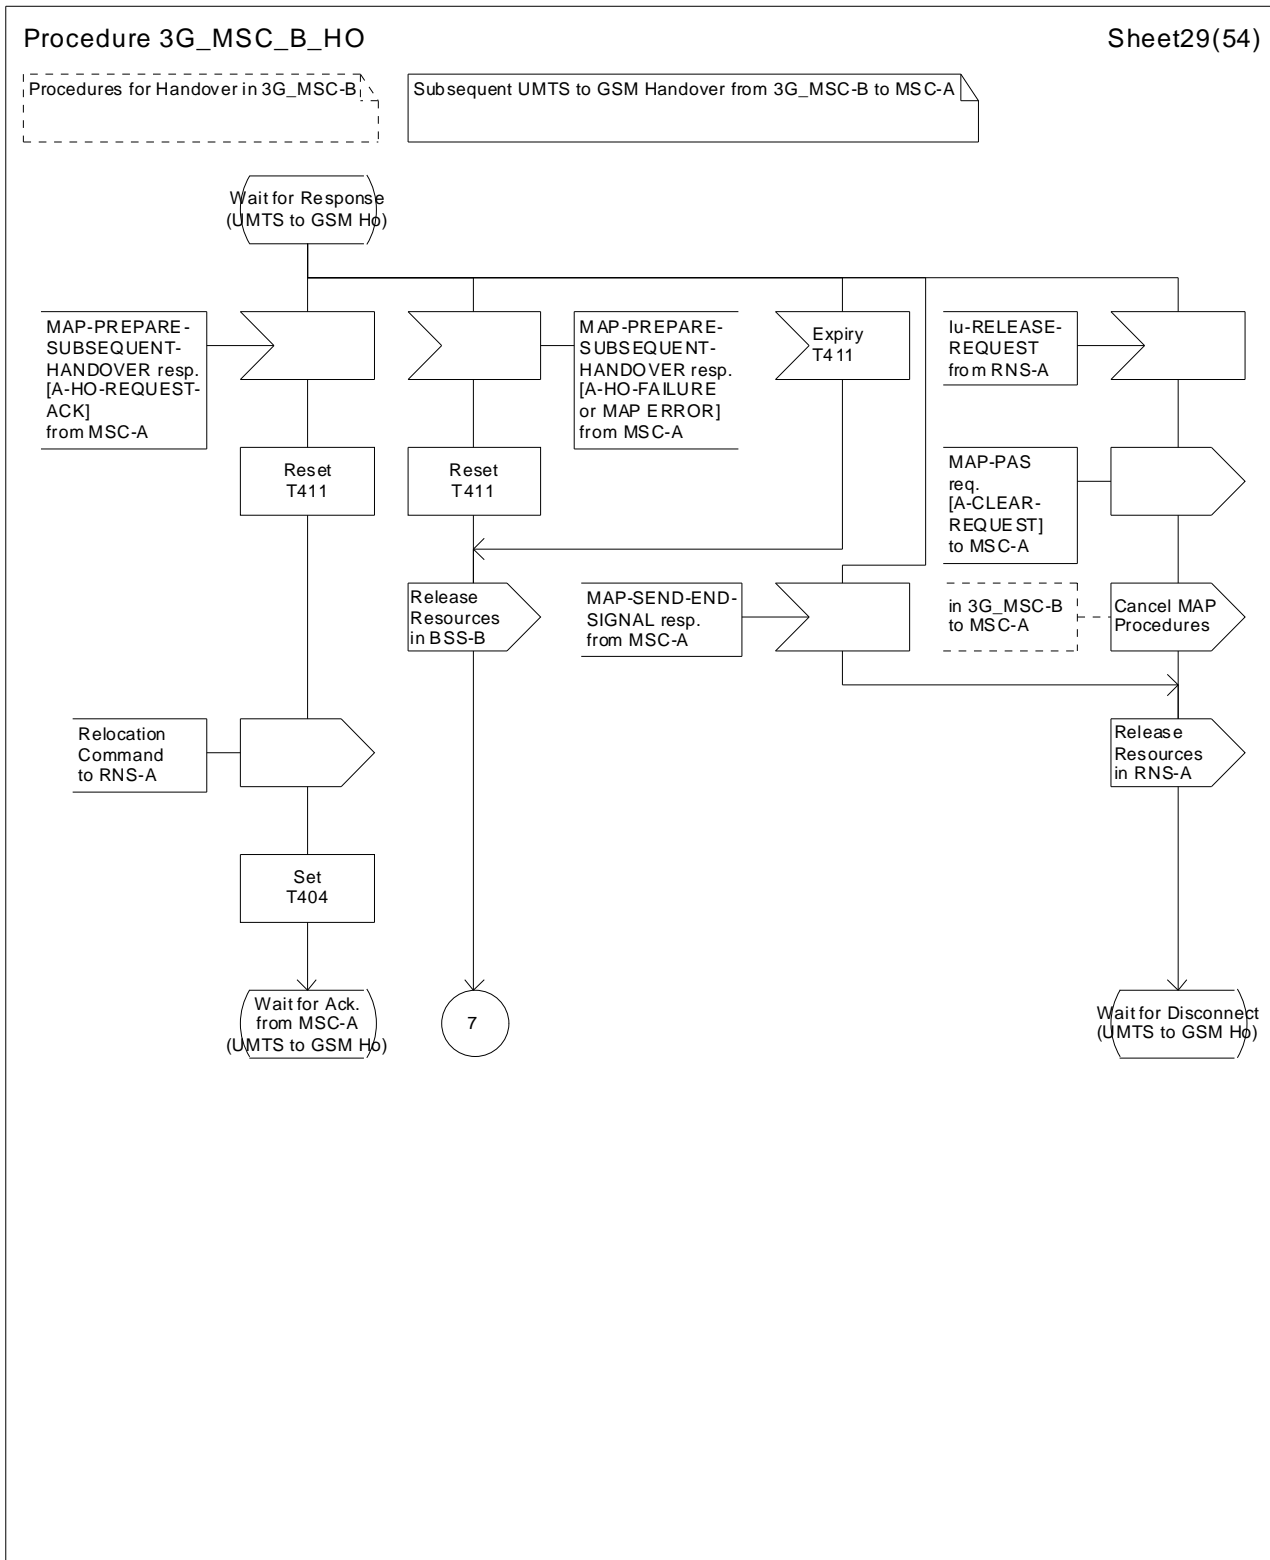 Procedure 3G_MSC_B_HO
Sheet29(54)
Procedures for Handover in 3G_MSC-B
Subsequent UMTS to GSM Handover from 3G_MSC-B to MSC-A
Wait for Response
(UMTS to GSM Ho)
MAP-PREPARE-
SUBSEQUENT-
HANDOVER resp.
[A-HO-REQUEST-
ACK]
from MSC-A
MAP-PREPARE-
SUBSEQUENT-
HANDOVER resp.
[A-HO-FAILURE
or MAP ERROR]
from MSC-A
Expiry
T411
Iu-RELEASE-
REQUEST
from RNS-A
Reset
T411
Reset
T411
MAP-PAS
req.
[A-CLEAR-
REQUEST]
to MSC-A
Release
Resources
in BSS-B
MAP-SEND-END-
SIGNAL resp.
from MSC-A
in 3G_MSC-B
to MSC-A
Cancel MAP
Procedures
Relocation
Command
to RNS-A
Release
Resources
in RNS-A
Set
T404
Wait for Ack.
from MSC-A
(UMTS to GSM Ho)
7
Wait for Disconnect
(UMTS to GSM Ho)